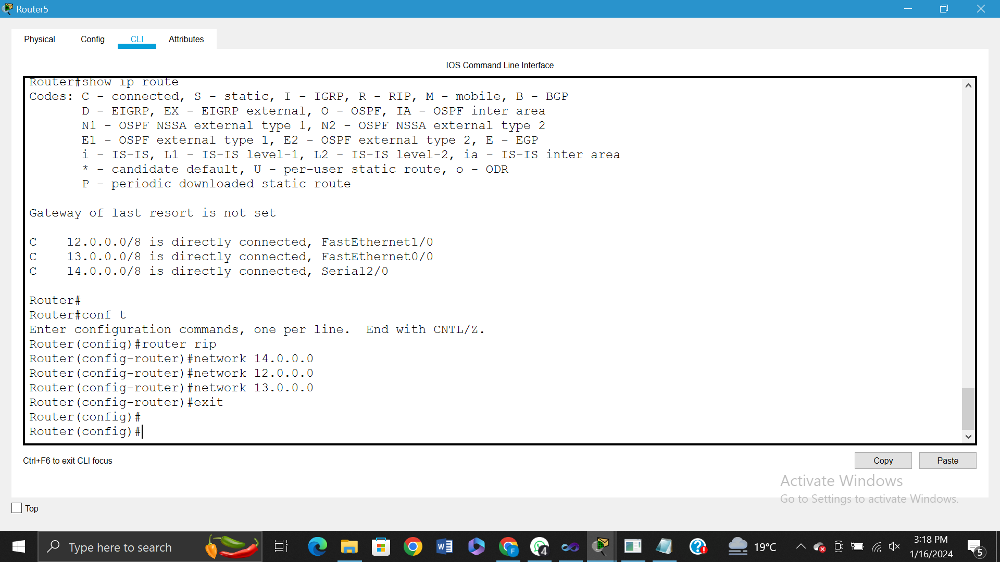 Router5
Physical Config CLI Attributes
IOS Command Line Interface
Router#show ip route
Codes: C - connected, S - static, I - IGRP, R - RIP, M - mobile, B - BGP
D - EIGRP, EX - EIGRP external, O - OSPF, IA - OSPF inter area
N1 - OSPF NSSA external type 1, N2 - OSPF NSSA external type 2
E1 - OSPF external type 1, E2 - OSPF external type 2, E - EGP
i - IS-IS, L1 - IS-IS level-1, L2 - IS-IS level-2, ia - IS-IS inter area
* - candidate default, U - per-user static route, o - ODR
P - periodic downloaded static route
Gateway of last resort is not set
C    12.0.0.0/8 is directly connected, FastEthernet1/0
C    13.0.0.0/8 is directly connected, FastEthernet0/0
C    14.0.0.0/8 is directly connected, Serial2/0
Router#
Router#conf t
Enter configuration commands, one per line.  End with CNTL/Z.
Router(config)#router rip
Router(config-router)#network 14.0.0.0
Router(config-router)#network 12.0.0.0
Router(config-router)#network 13.0.0.0
Router(config-router)#exit
Router(config)#
Router(config)#
Ctrl+F6 to exit CLI focus
Copy Paste
Activate Windows
Go to Settings to activate Windows.
Top
Type here to search
W
F
4
19°C
3:18 PM
1/16/2024
5